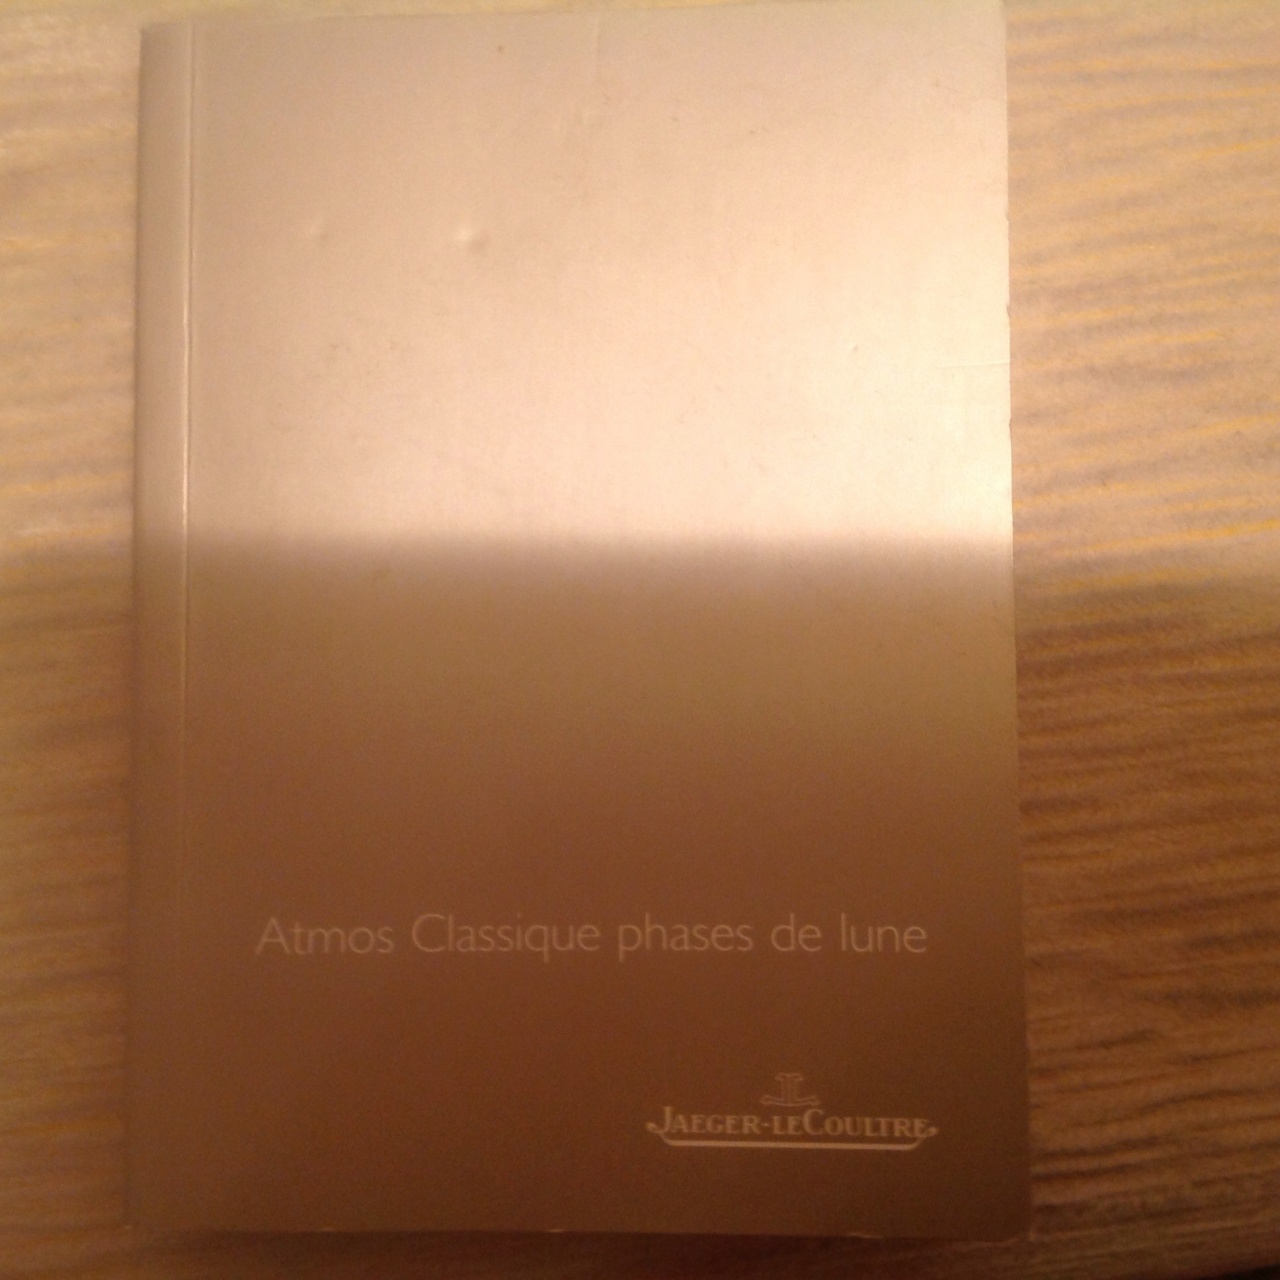 Atmos Classique phases de lune
JAEGER-LECOULTRE